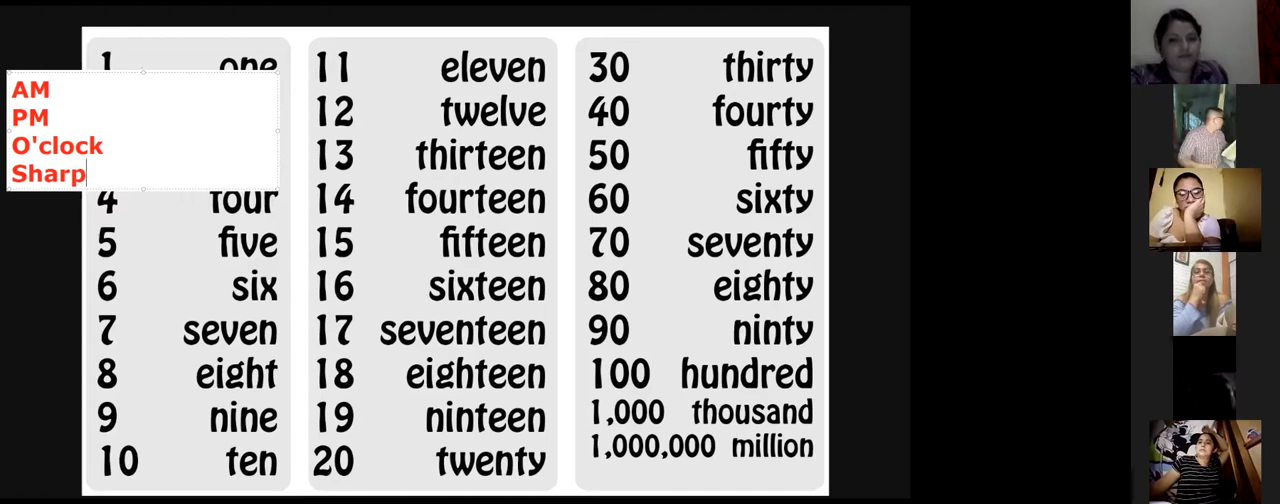 AM
PM
O'clock
Sharp
1 one
4 four
5 five
6 six
7 seven
8 eight
9 nine
10 ten
11 eleven
12 twelve
13 thirteen
14 fourteen
15 fifteen
16 sixteen
17 seventeen
18 eighteen
19 ninteen
20 twenty
30 thirty
40 fourty
50 fifty
60 sixty
70 seventy
80 eighty
90 ninty
100 hundred
1,000 thousand
1,000,000 million